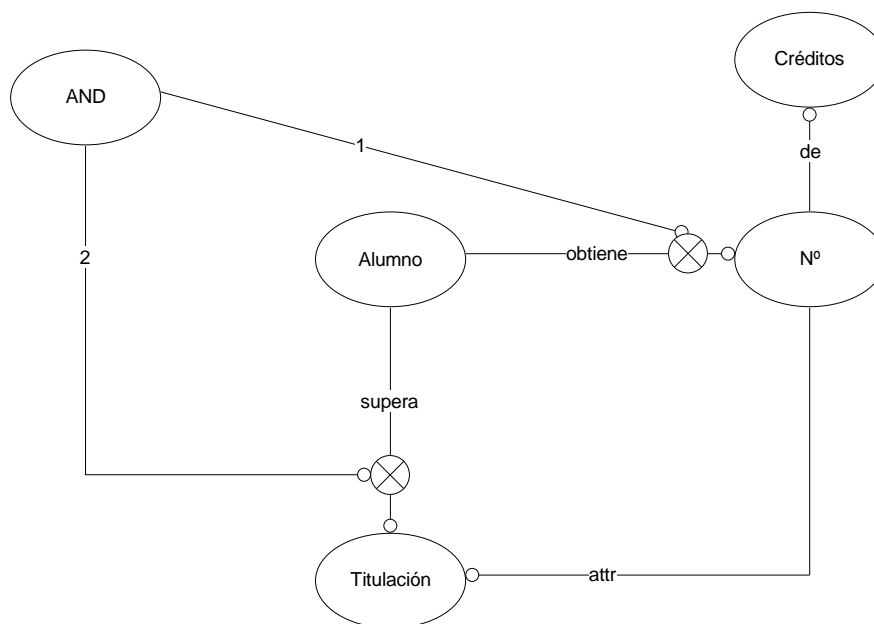 Créditos
AND
1
de
2
Alumno
obtiene
Nº
supera
Titulación
attr